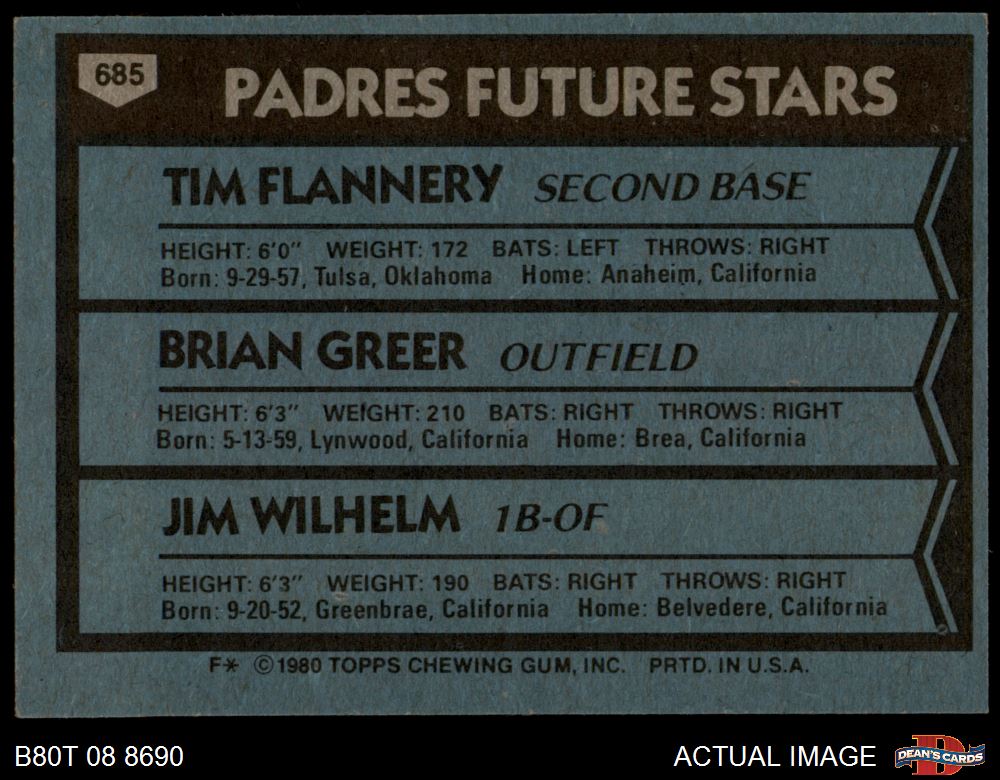 685
PADRES FUTURE STARS
TIM FLANNERY SECOND BASE
HEIGHT: 6'0" WEIGHT: 172 BATS: LEFT THROWS: RIGHT
Born: 9-29-57, Tulsa, Oklahoma Home: Anaheim, California
BRIAN GREER OUTFIELD
HEIGHT: 6'3" WEIGHT: 210 BATS: RIGHT THROWS: RIGHT
Born: 5-13-59, Lynwood, California Home: Brea, California
JIM WILHELM 1B-OF
HEIGHT: 6'3" WEIGHT: 190 BATS: RIGHT THROWS: RIGHT
Born: 9-20-52, Greenbrae, California Home: Belvedere, California
F* ©1980 TOPPS CHEWING GUM, INC. PRTD. IN U.S.A.
B80T 08 8690
ACTUAL IMAGE
D
DEAN'S CARDS